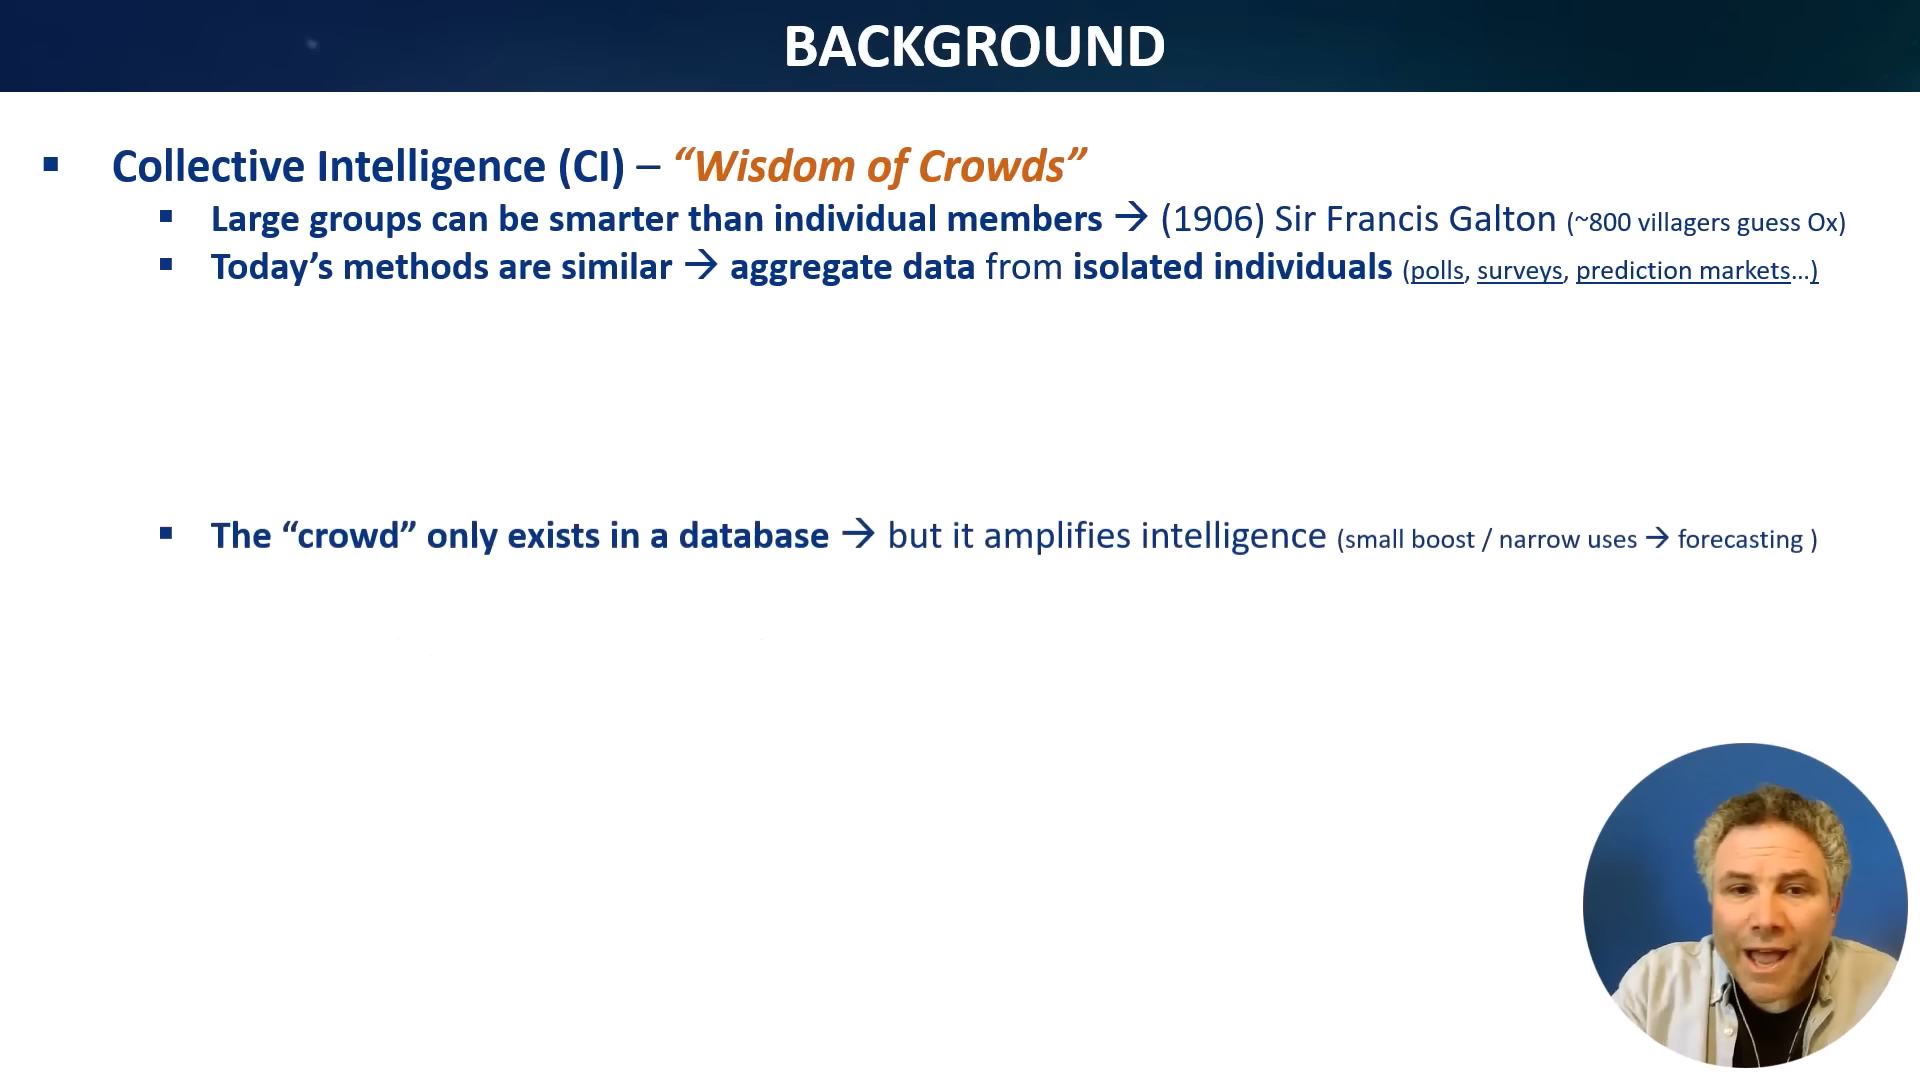 BACKGROUND
▪ Collective Intelligence (CI) – “Wisdom of Crowds”
▪ Large groups can be smarter than individual members → (1906) Sir Francis Galton (~800 villagers guess Ox)
▪ Today’s methods are similar → aggregate data from isolated individuals (polls, surveys, prediction markets…)
▪ The “crowd” only exists in a database → but it amplifies intelligence (small boost / narrow uses → forecasting )